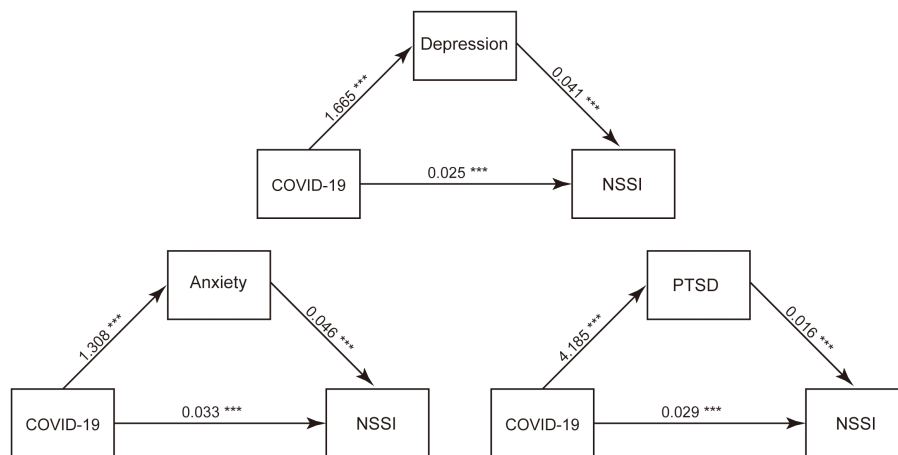 Depression
1.665 ***
0.041 ***
COVID-19
0.025 ***
NSSI
Anxiety
1.308 ***
0.046 ***
COVID-19
0.033 ***
NSSI
PTSD
4.185 ***
0.016 ***
COVID-19
0.029 ***
NSSI